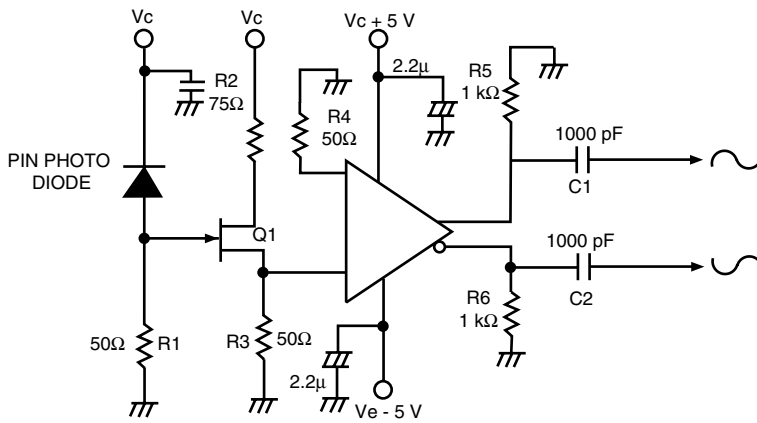 Vc
Vc
Vc + 5 V
R2
75Ω
2.2μ
R5
1 kΩ
R4
50Ω
1000 pF
C1
PIN PHOTO
DIODE
Q1
1000 pF
C2
50Ω
R1
R3
50Ω
R6
1 kΩ
2.2μ
Ve - 5 V